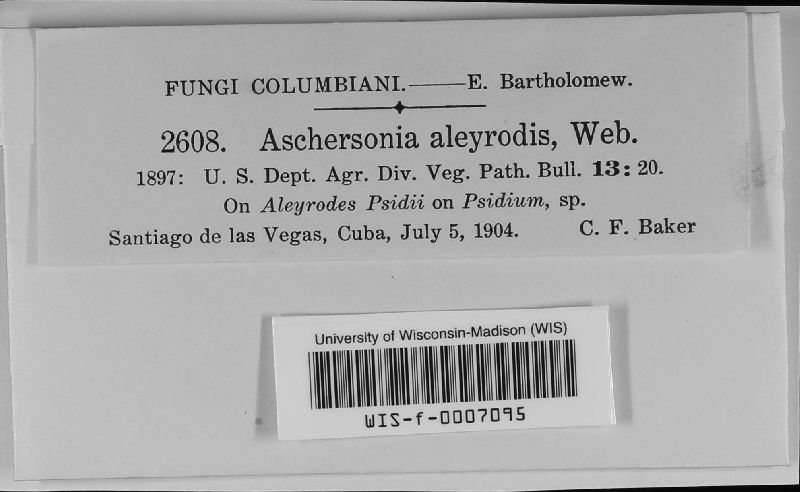 FUNGI COLUMBIANI.——E. Bartholomew.
2608. Aschersonia aleyrodis, Web.
1897: U. S. Dept. Agr. Div. Veg. Path. Bull. 13: 20.
On Aleyrodes Psidii on Psidium, sp.
Santiago de las Vegas, Cuba, July 5, 1904. C. F. Baker
University of Wisconsin-Madison (WIS)
WIS-f-0007095